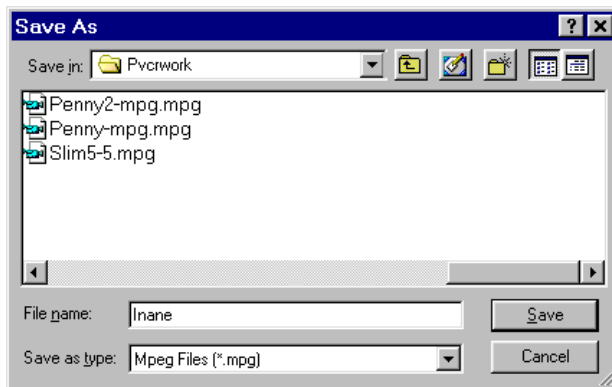 Save As
Save in: Pvcrwork
Penny2-mpg.mpg
Penny-mpg.mpg
Slim5-5.mpg
File name: Inane Save
Save as type: Mpeg Files (*.mpg) Cancel